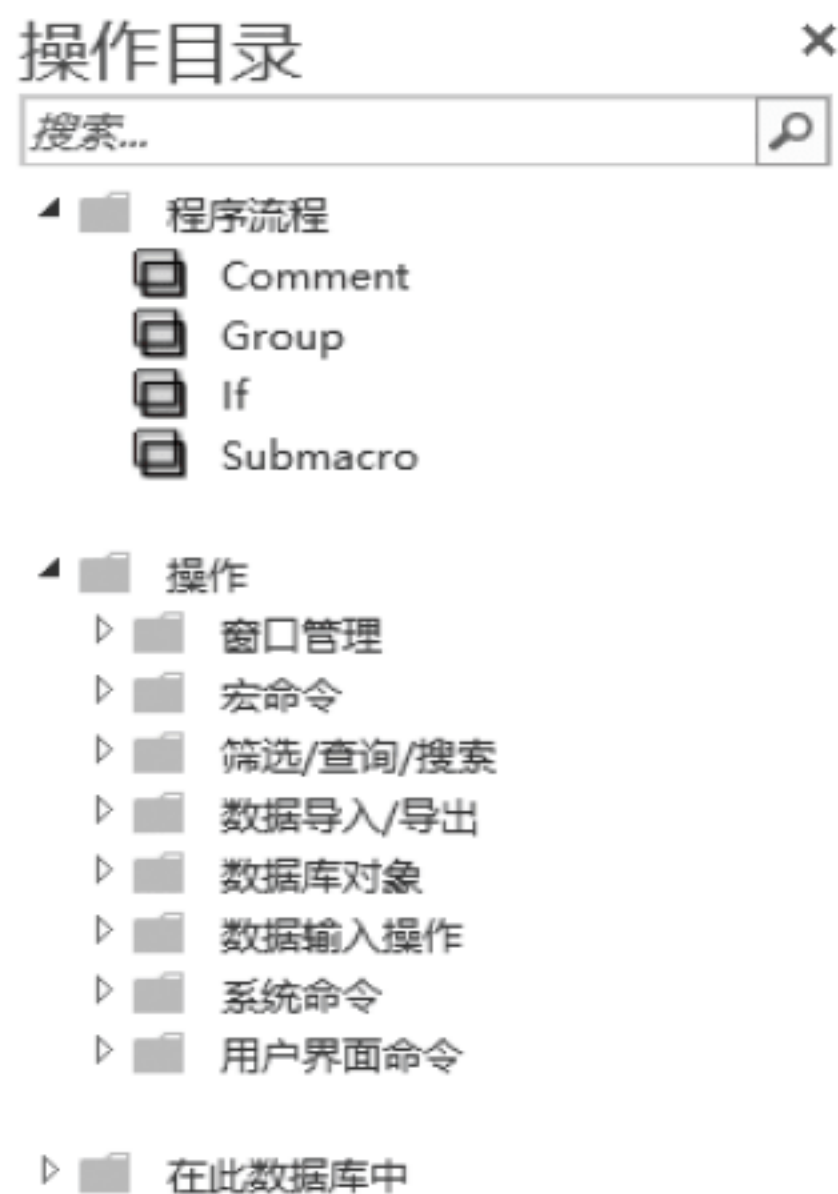 操作目录
搜索...
程序流程
Comment
Group
If
Submacro
操作
窗口管理
宏命令
筛选/查询/搜索
数据导入/导出
数据库对象
数据输入操作
系统命令
用户界面命令
在此数据库中